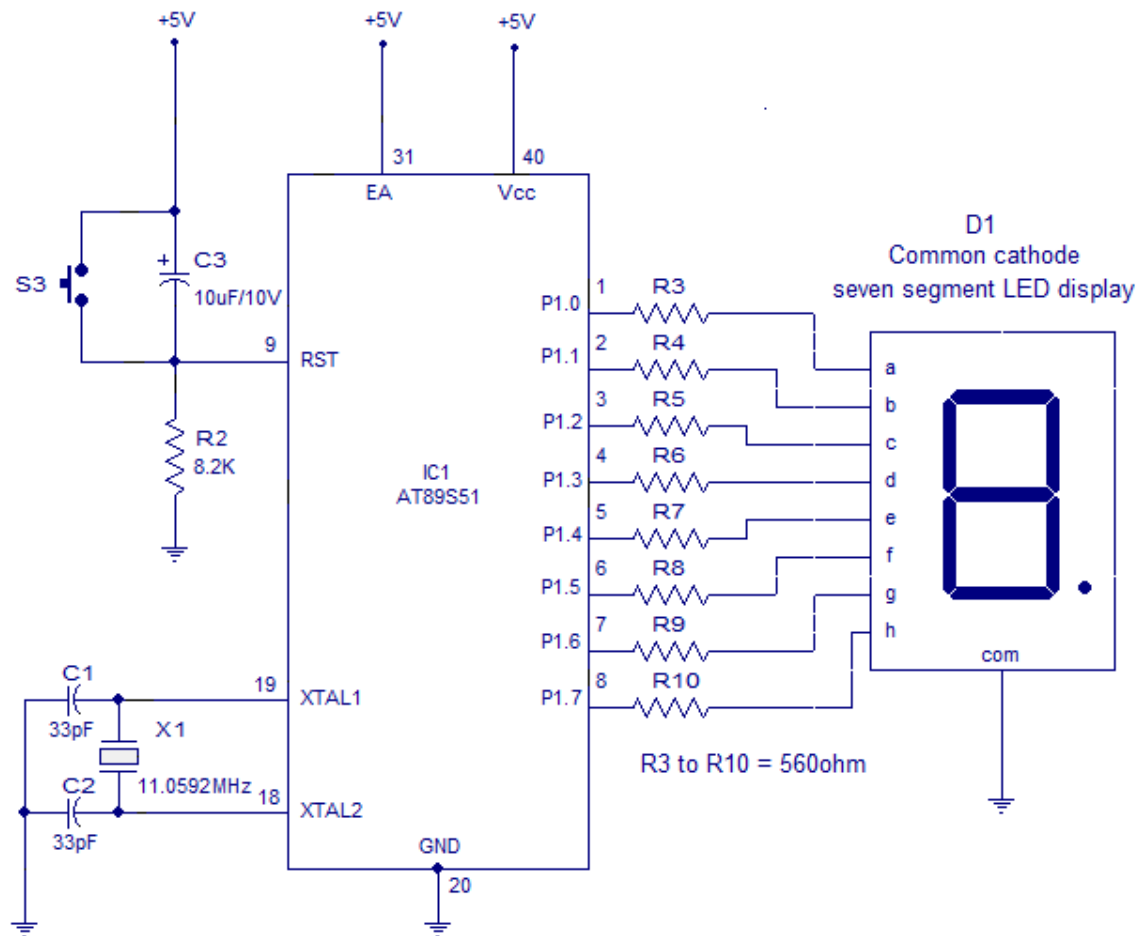 +5V
+5V
+5V
31
40
EA
Vcc
D1
Common cathode
seven segment LED display
S3
+
C3
10uF/10V
9
RST
R2
8.2K
IC1
AT89S51
P1.0
1
R3
a
P1.1
2
R4
b
P1.2
3
R5
c
P1.3
4
R6
d
P1.4
5
R7
e
P1.5
6
R8
f
P1.6
7
R9
g
P1.7
8
R10
h
com
R3 to R10 = 560ohm
C1
33pF
19
XTAL1
X1
11.0592MHz
C2
33pF
18
XTAL2
GND
20